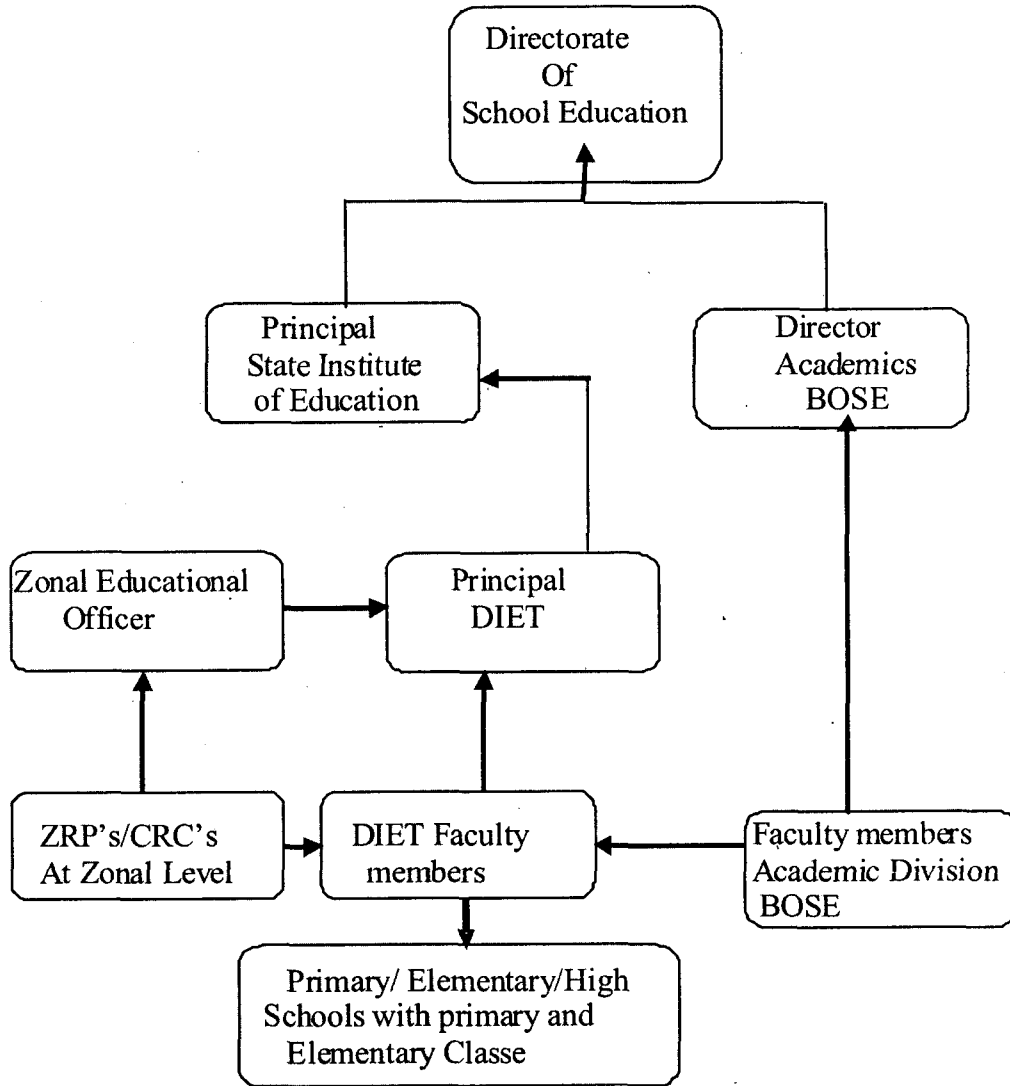 Directorate
Of
School Education
Principal
State Institute
of Education
Director
Academics
BOSE
Zonal Educational
Officer
Principal
DIET
ZRP's/CRC's
At Zonal Level
DIET Faculty
members
Faculty members
Academic Division
BOSE
Primary/ Elementary/High
Schools with primary and
Elementary Classe